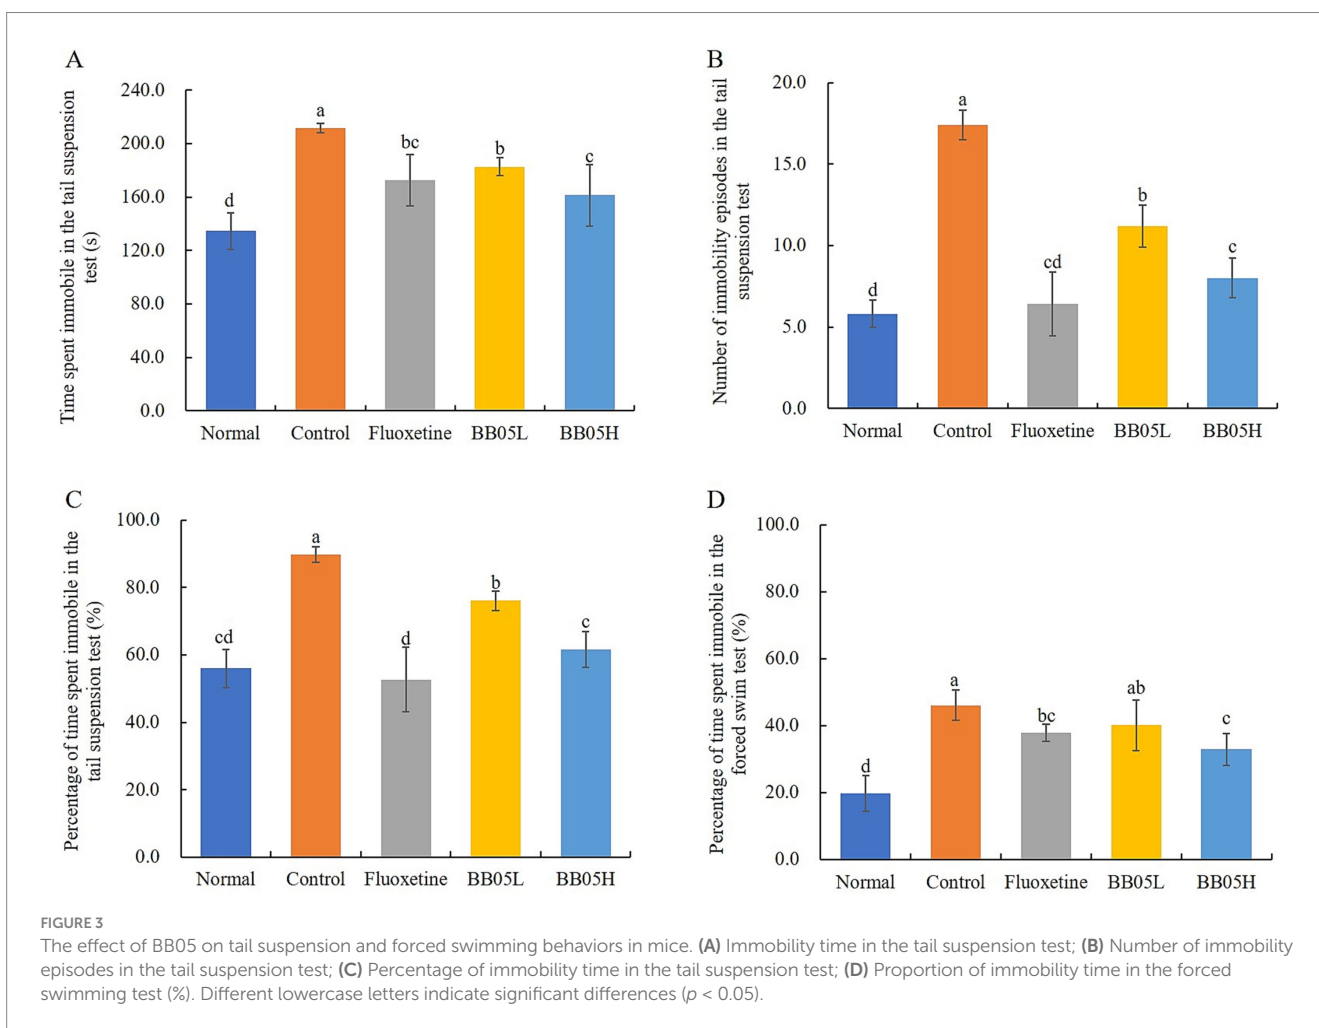 A
Time spent immobile in the tail suspension
test (s)
240.0
200.0
160.0
120.0
80.0
40.0
0.0
d
a
bc
b
c
Normal
Control
Fluoxetine
BB05L
BB05H
B
Number of immobility episodes in the tail
suspension test
20.0
15.0
10.0
5.0
0.0
d
a
cd
b
c
Normal
Control
Fluoxetine
BB05L
BB05H
C
Percentage of time spent immobile in the
tail suspension test (%)
100.0
80.0
60.0
40.0
20.0
0.0
cd
a
d
b
c
Normal
Control
Fluoxetine
BB05L
BB05H
D
Percentage of time spent immobile in the
forced swim test (%)
100.0
80.0
60.0
40.0
20.0
0.0
d
a
bc
ab
c
Normal
Control
Fluoxetine
BB05L
BB05H
FIGURE 3
The effect of BB05 on tail suspension and forced swimming behaviors in mice. (A) Immobility time in the tail suspension test; (B) Number of immobility
episodes in the tail suspension test; (C) Percentage of immobility time in the tail suspension test; (D) Proportion of immobility time in the forced
swimming test (%). Different lowercase letters indicate significant differences (p < 0.05).